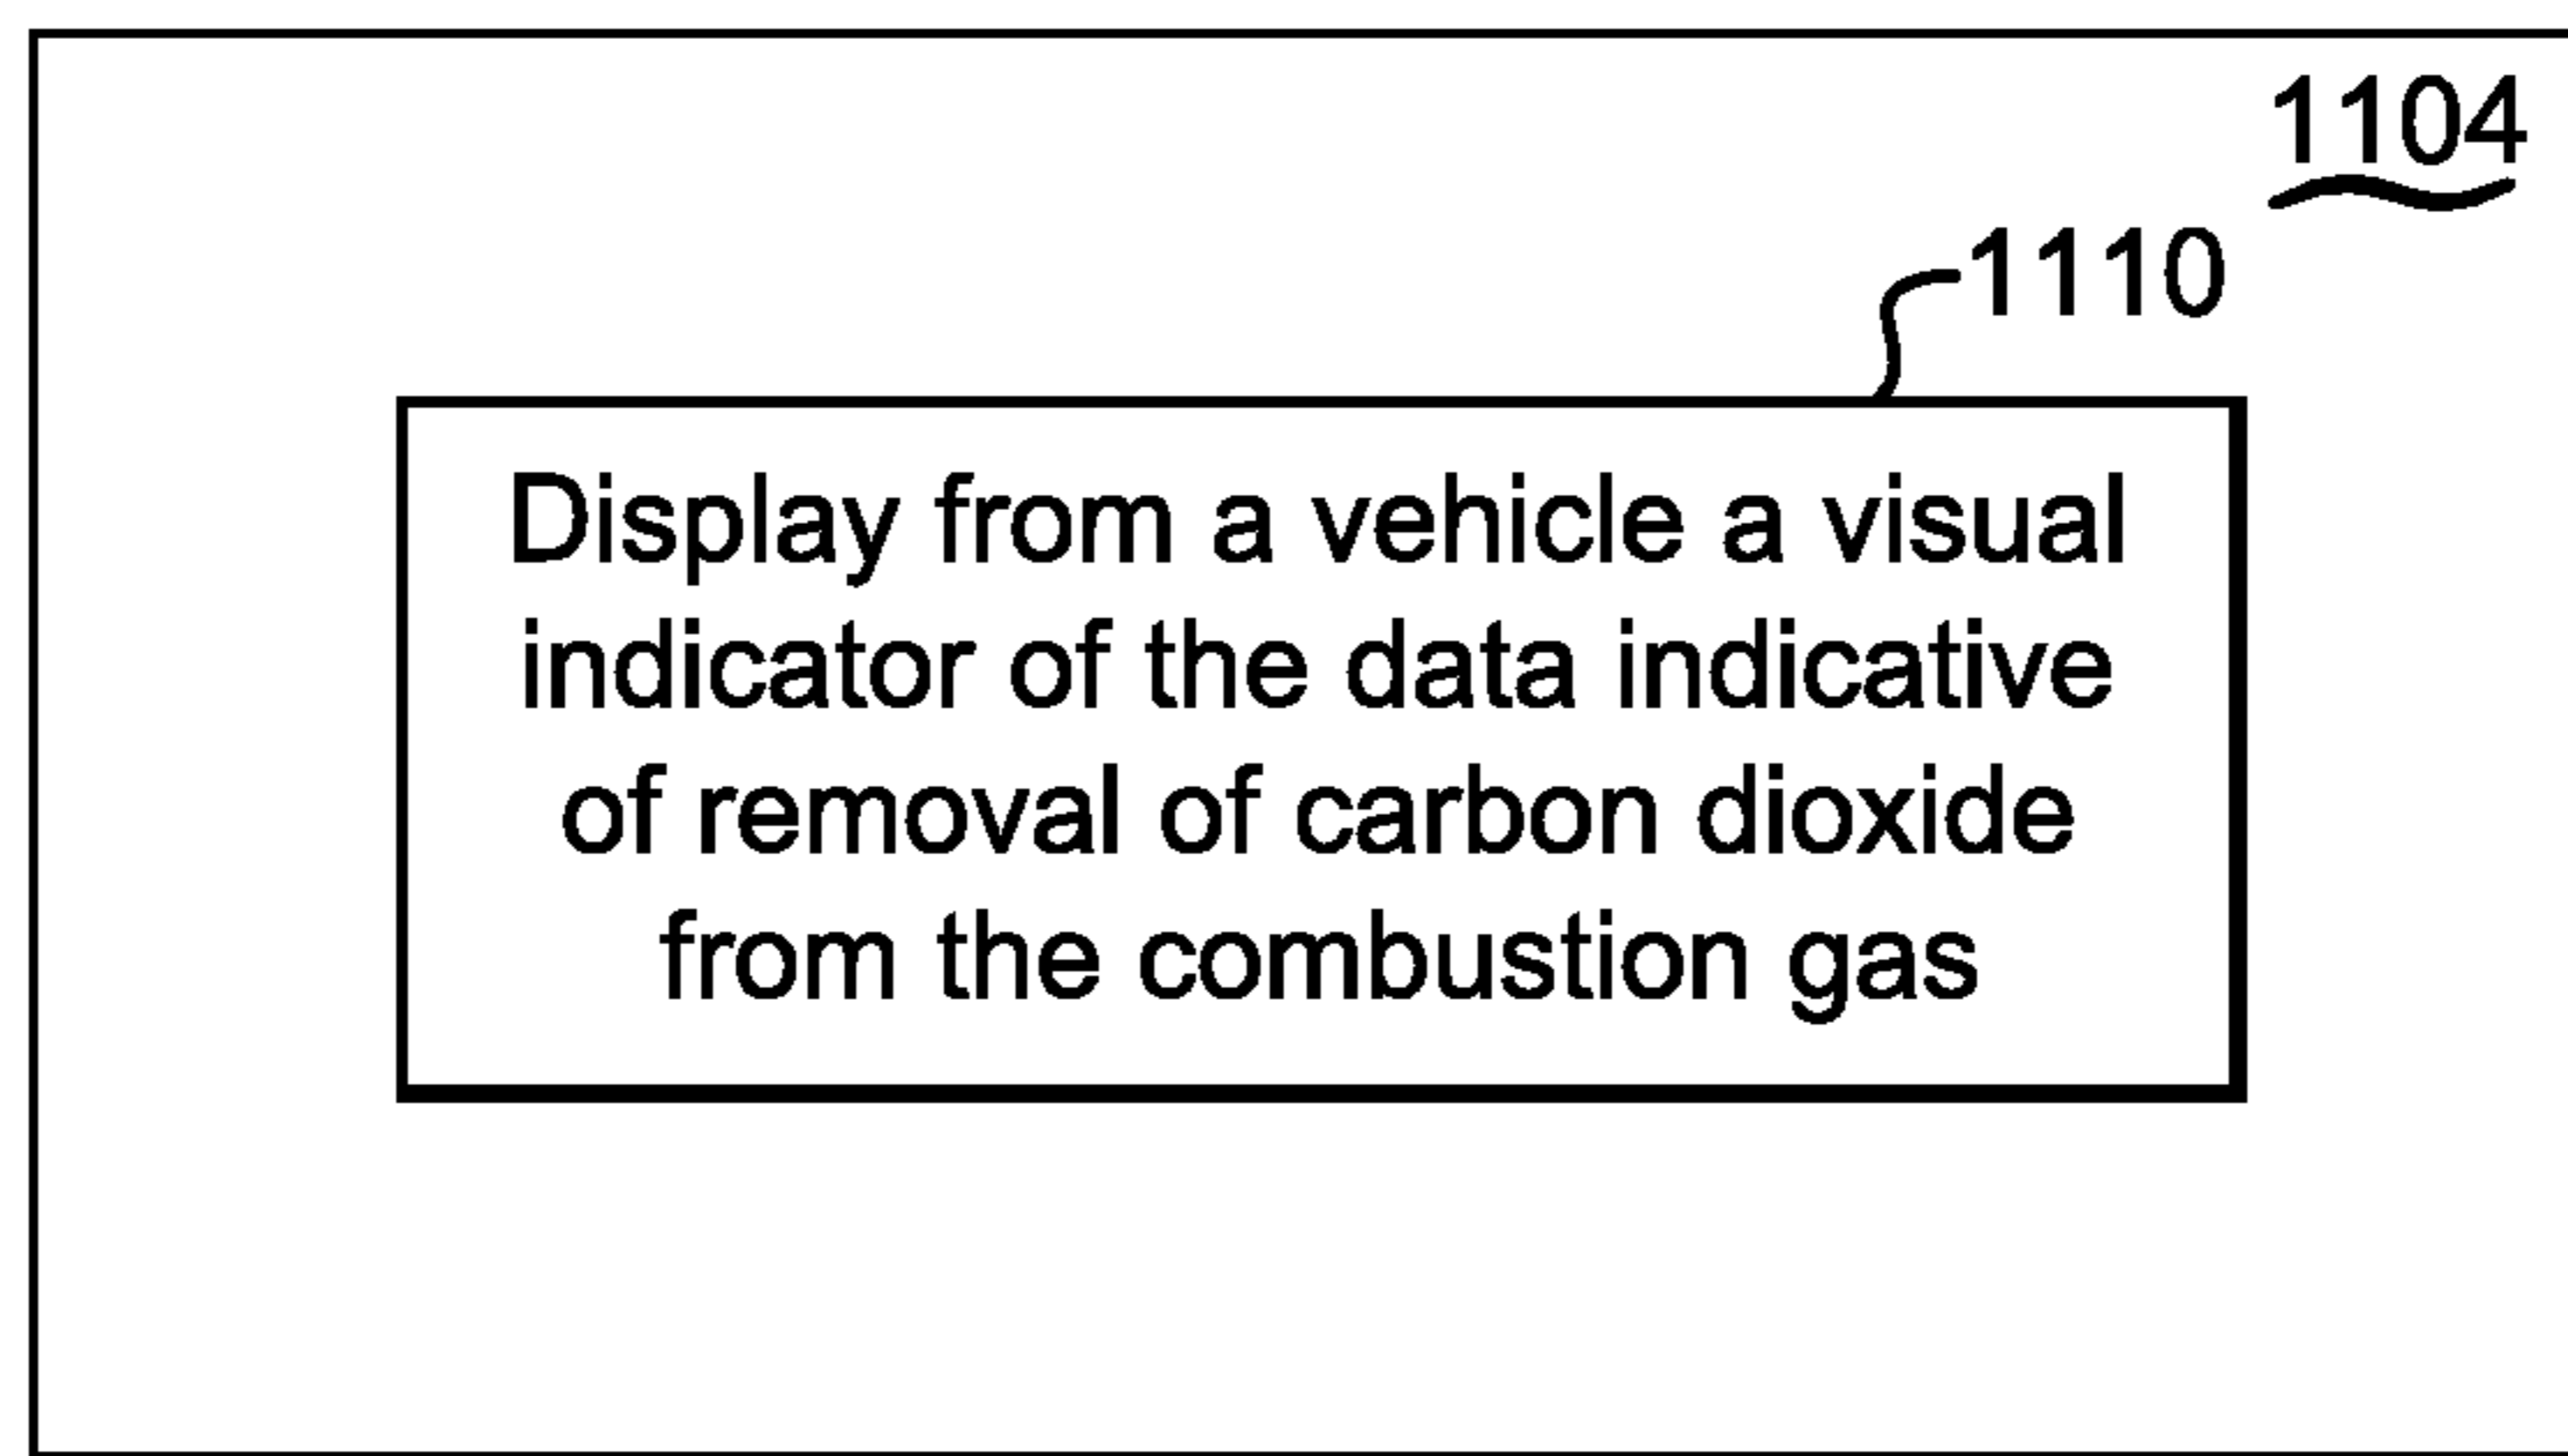 1104
1110
Display from a vehicle a visual
indicator of the data indicative
of removal of carbon dioxide
from the combustion gas